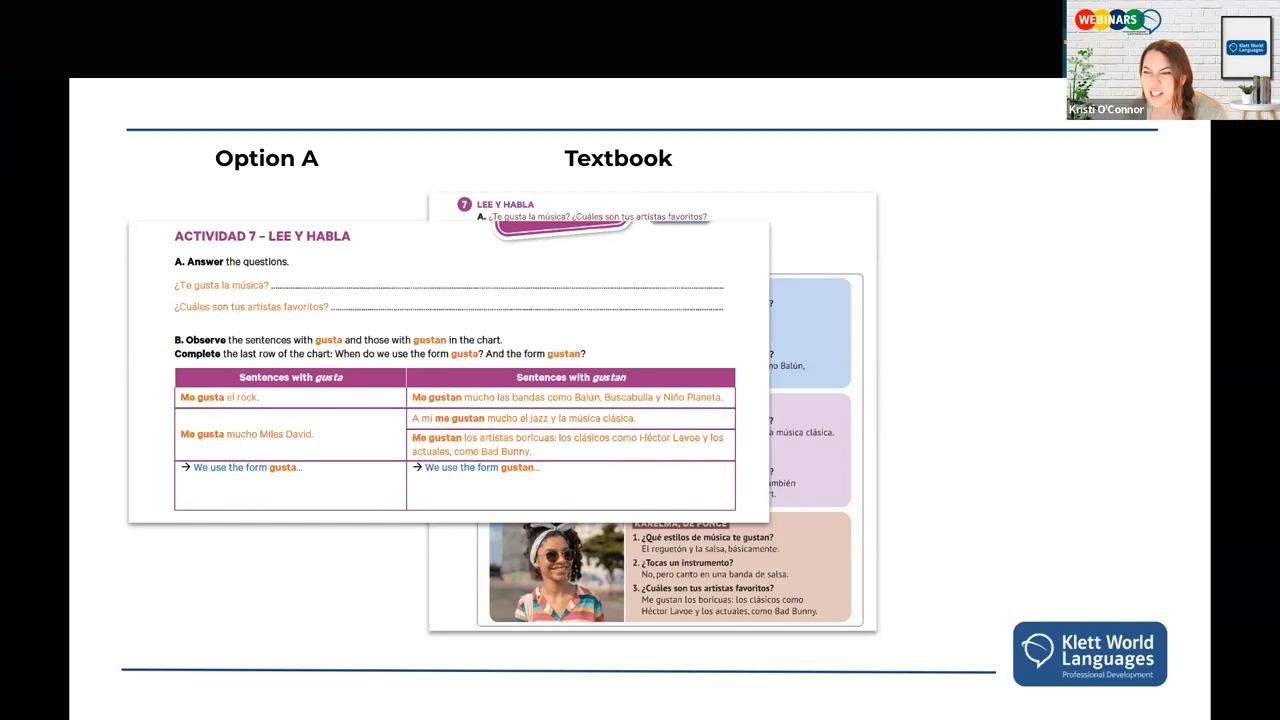 WEBINARS
Klett World
Languages
Kristi O'Connor
Option A
Textbook
7 LEE Y HABLA
A. ¿Te gusta la música? ¿Cuáles son tus artistas favoritos?
ACTIVIDAD 7 – LEE Y HABLA
A. Answer the questions.
¿Te gusta la música?
¿Cuáles son tus artistas favoritos?
B. Observe the sentences with gusta and those with gustan in the chart.
Complete the last row of the chart: When do we use the form gusta? And the form gustan?
Sentences with gusta
Sentences with gustan
Me gusta el rock.
Me gustan mucho las bandas como Balún, Buscabulla y Niño Planeta.
Me gusta mucho Miles David.
A mí me gustan mucho el jazz y la música clásica.
Me gustan los artistas boricuas: los clásicos como Héctor Lavoe y los
actuales, como Bad Bunny.
→ We use the form gusta...
→ We use the form gustan...
?
?
mo Balún,
?
a música clásica.
?
ambién
rt.
KARELMA, DE PONCE
1. ¿Qué estilos de música te gustan?
El reguetón y la salsa, básicamente.
2. ¿Tocas un instrumento?
No, pero canto en una banda de salsa.
3. ¿Cuáles son tus artistas favoritos?
Me gustan los boricuas: los clásicos como
Héctor Lavoe y los actuales, como Bad Bunny.
Klett World
Languages
Professional Development